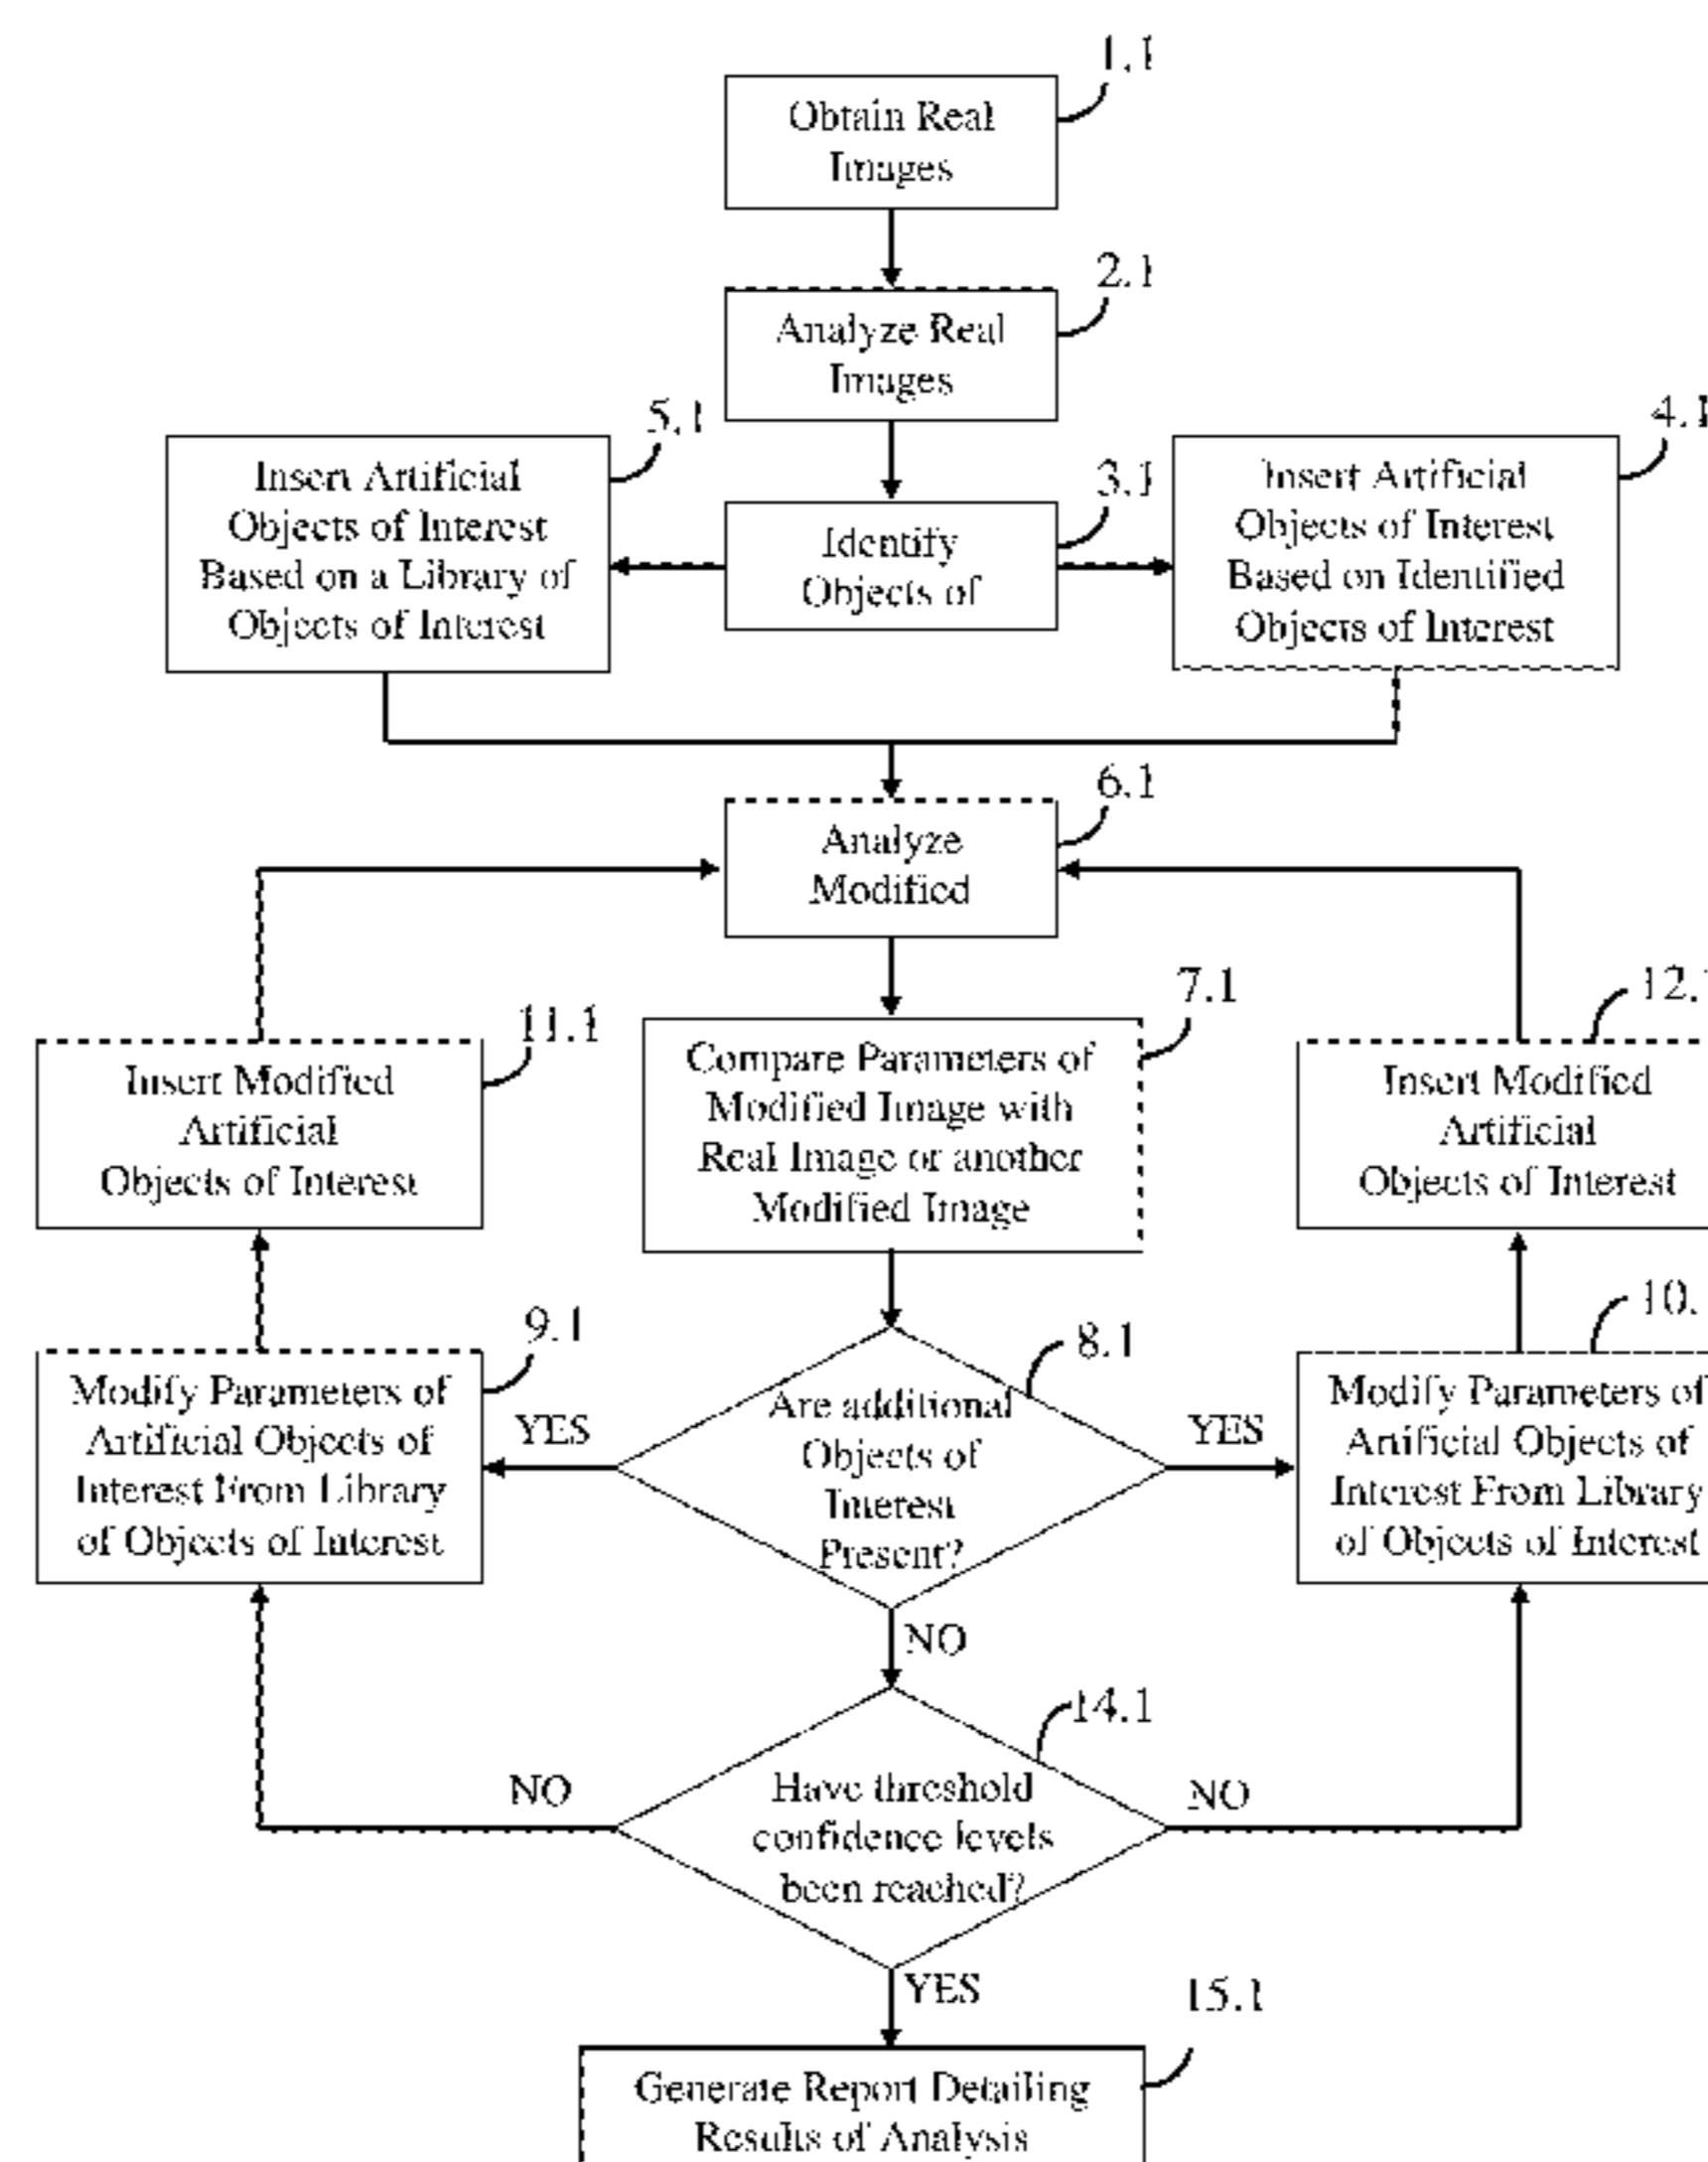 1.1
Obtain Real
Images
2.1
Analyze Real
Images
5.1
Insert Artificial
Objects of Interest
Based on a Library of
Objects of Interest
3.1
Identify
Objects of
4.1
Insert Artificial
Objects of Interest
Based on Identified
Objects of Interest
6.1
Analyze
Modified
11.1
Insert Modified
Artificial
Objects of Interest
7.1
Compare Parameters of
Modified Image with
Real Image or another
Modified Image
12.
Insert Modified
Artificial
Objects of Interest
9.1
Modify Parameters of
Artificial Objects of
Interest From Library
of Objects of Interest
YES
8.1
Are additional
Objects of
Interest
Present?
YES
10.
Modify Parameters of
Artificial Objects of
Interest From Library
of Objects of Interest
NO
14.1
NO
Have threshold
confidence levels
been reached?
NO
YES
15.1
Generate Report Detailing
Results of Analysis